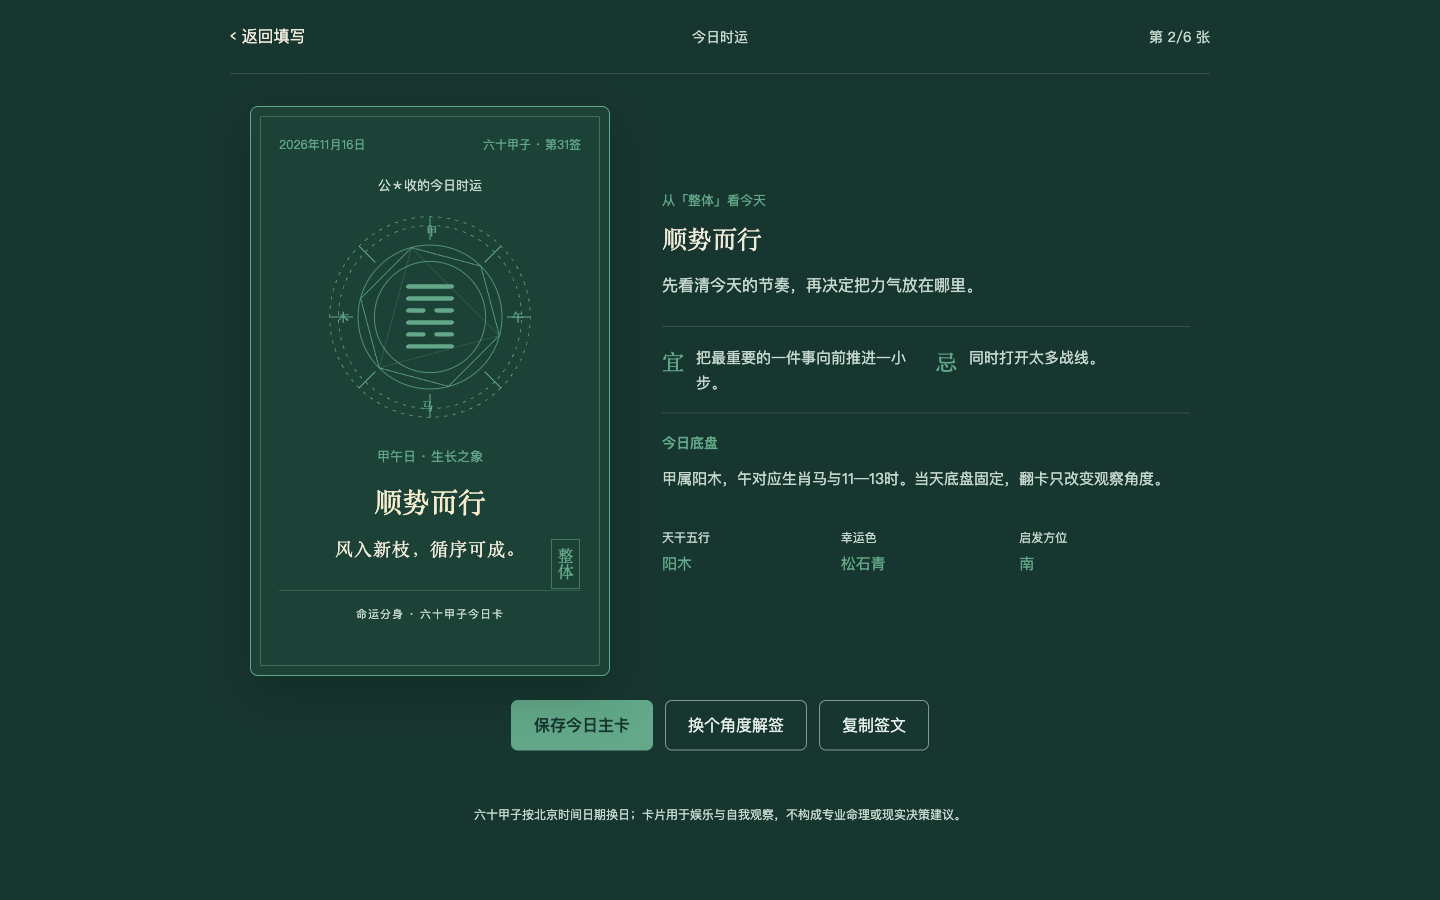 < 返回填写
今日时运
第 2/6 张
2026年11月16日
六十甲子 · 第31签
公＊收的今日时运
甲
木
午
马
甲午日 · 生长之象
顺势而行
风入新枝，循序可成。
整体
命运分身 · 六十甲子今日卡
从「整体」看今天
顺势而行
先看清今天的节奏，再决定把力气放在哪里。
宜
把最重要的一件事向前推进一小
步。
忌
同时打开太多战线。
今日底盘
甲属阳木，午对应生肖马与11—13时。当天底盘固定，翻卡只改变观察角度。
天干五行
阳木
幸运色
松石青
启发方位
南
保存今日主卡
换个角度解签
复制签文
六十甲子按北京时间日期换日；卡片用于娱乐与自我观察，不构成专业命理或现实决策建议。